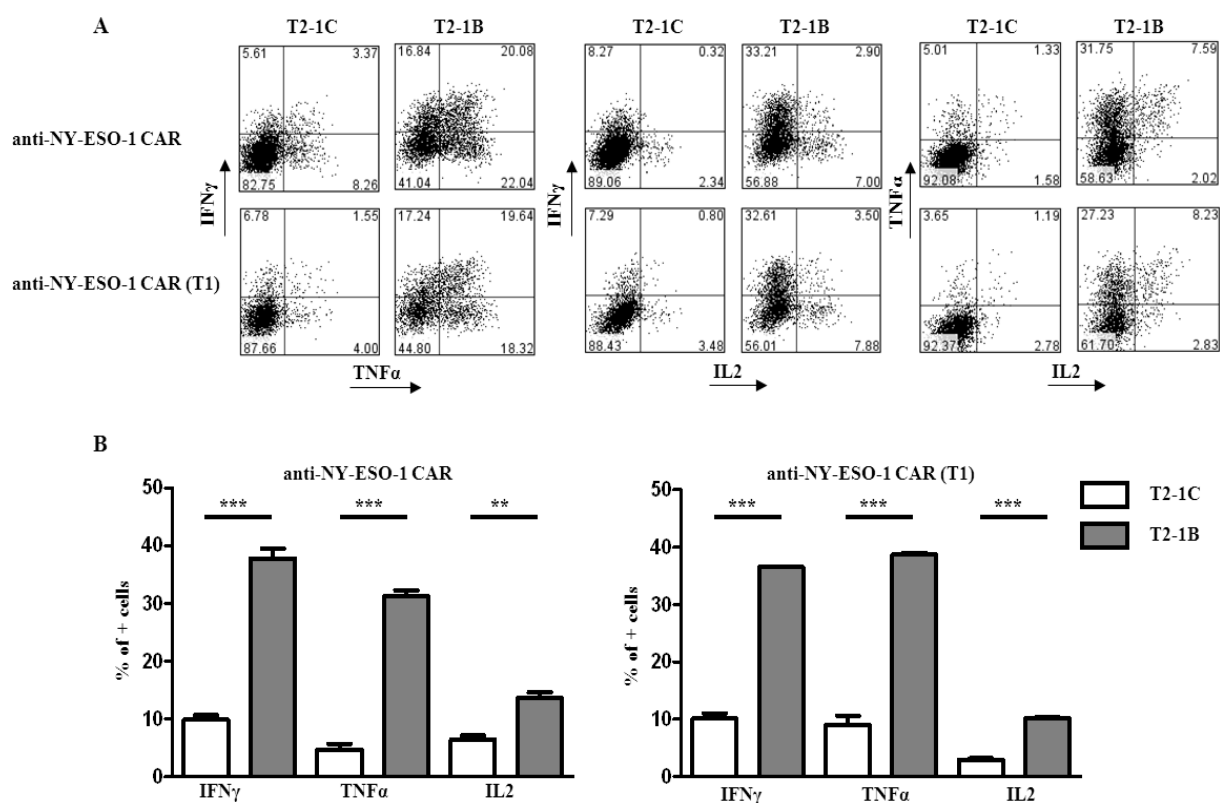 A
T2-1C T2-1B T2-1C T2-1B T2-1C T2-1B
anti-NY-ESO-1 CAR
5.61 3.37
82.75 8.26
16.84 20.08
41.04 22.04
8.27 0.32
89.06 2.34
33.21 2.90
56.88 7.00
5.01 1.33
92.08 1.58
31.75 7.59
58.63 2.02
IFNγ
IFNγ
TNFα
anti-NY-ESO-1 CAR (T1)
6.78 1.55
87.66 4.00
17.24 19.64
44.80 18.32
7.29 0.80
88.43 3.48
32.61 3.50
56.01 7.88
3.65 1.19
92.37 2.78
27.23 8.23
61.70 2.83
TNFα
IL2
IL2
B
anti-NY-ESO-1 CAR
% of + cells
50
40
30
20
10
0
*** *** **
IFNγ TNFα IL2
anti-NY-ESO-1 CAR (T1)
% of + cells
50
40
30
20
10
0
*** *** ***
IFNγ TNFα IL2
T2-1C
T2-1B